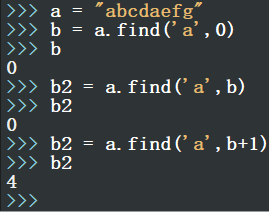 >>> a = "abcdaefg"
>>> b = a.find('a',0)
>>> b
0
>>> b2 = a.find('a',b)
>>> b2
0
>>> b2 = a.find('a',b+1)
>>> b2
4
>>>